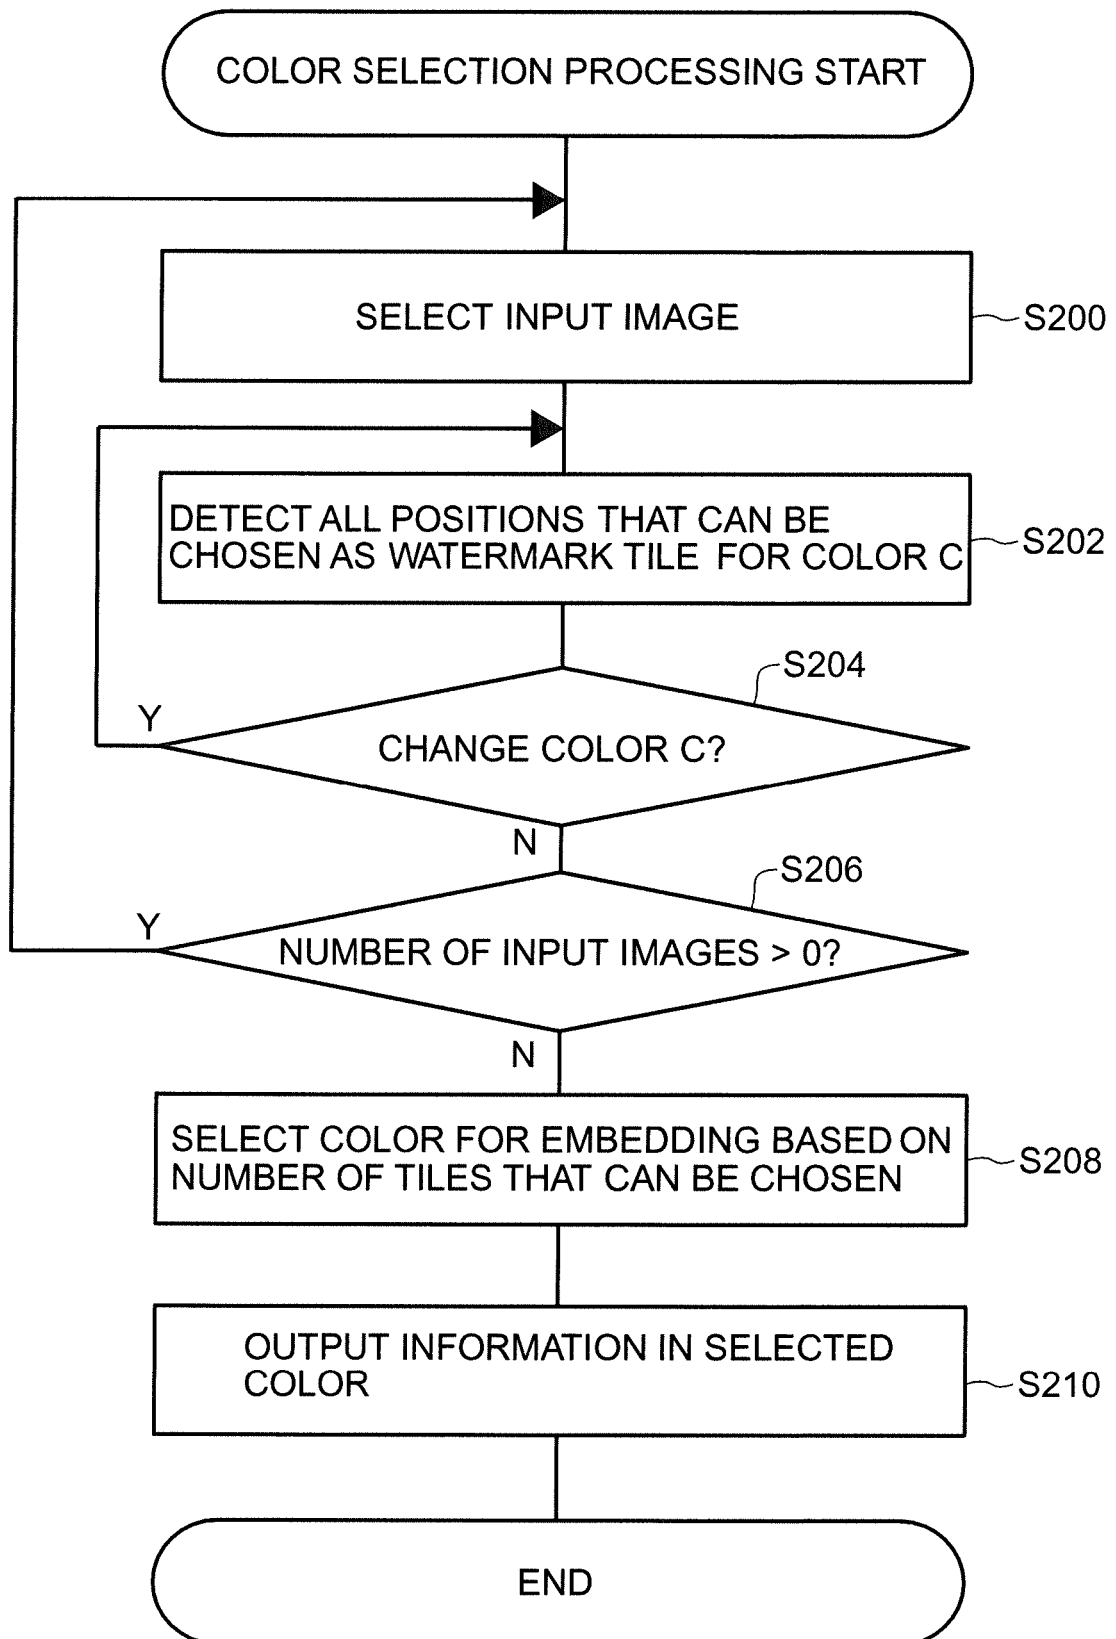 COLOR SELECTION PROCESSING START
SELECT INPUT IMAGE
S200
DETECT ALL POSITIONS THAT CAN BE
CHOSEN AS WATERMARK TILE FOR COLOR C
S202
S204
Y
CHANGE COLOR C?
N
S206
Y
NUMBER OF INPUT IMAGES > 0?
N
SELECT COLOR FOR EMBEDDING BASED ON
NUMBER OF TILES THAT CAN BE CHOSEN
S208
OUTPUT INFORMATION IN SELECTED
COLOR
S210
END